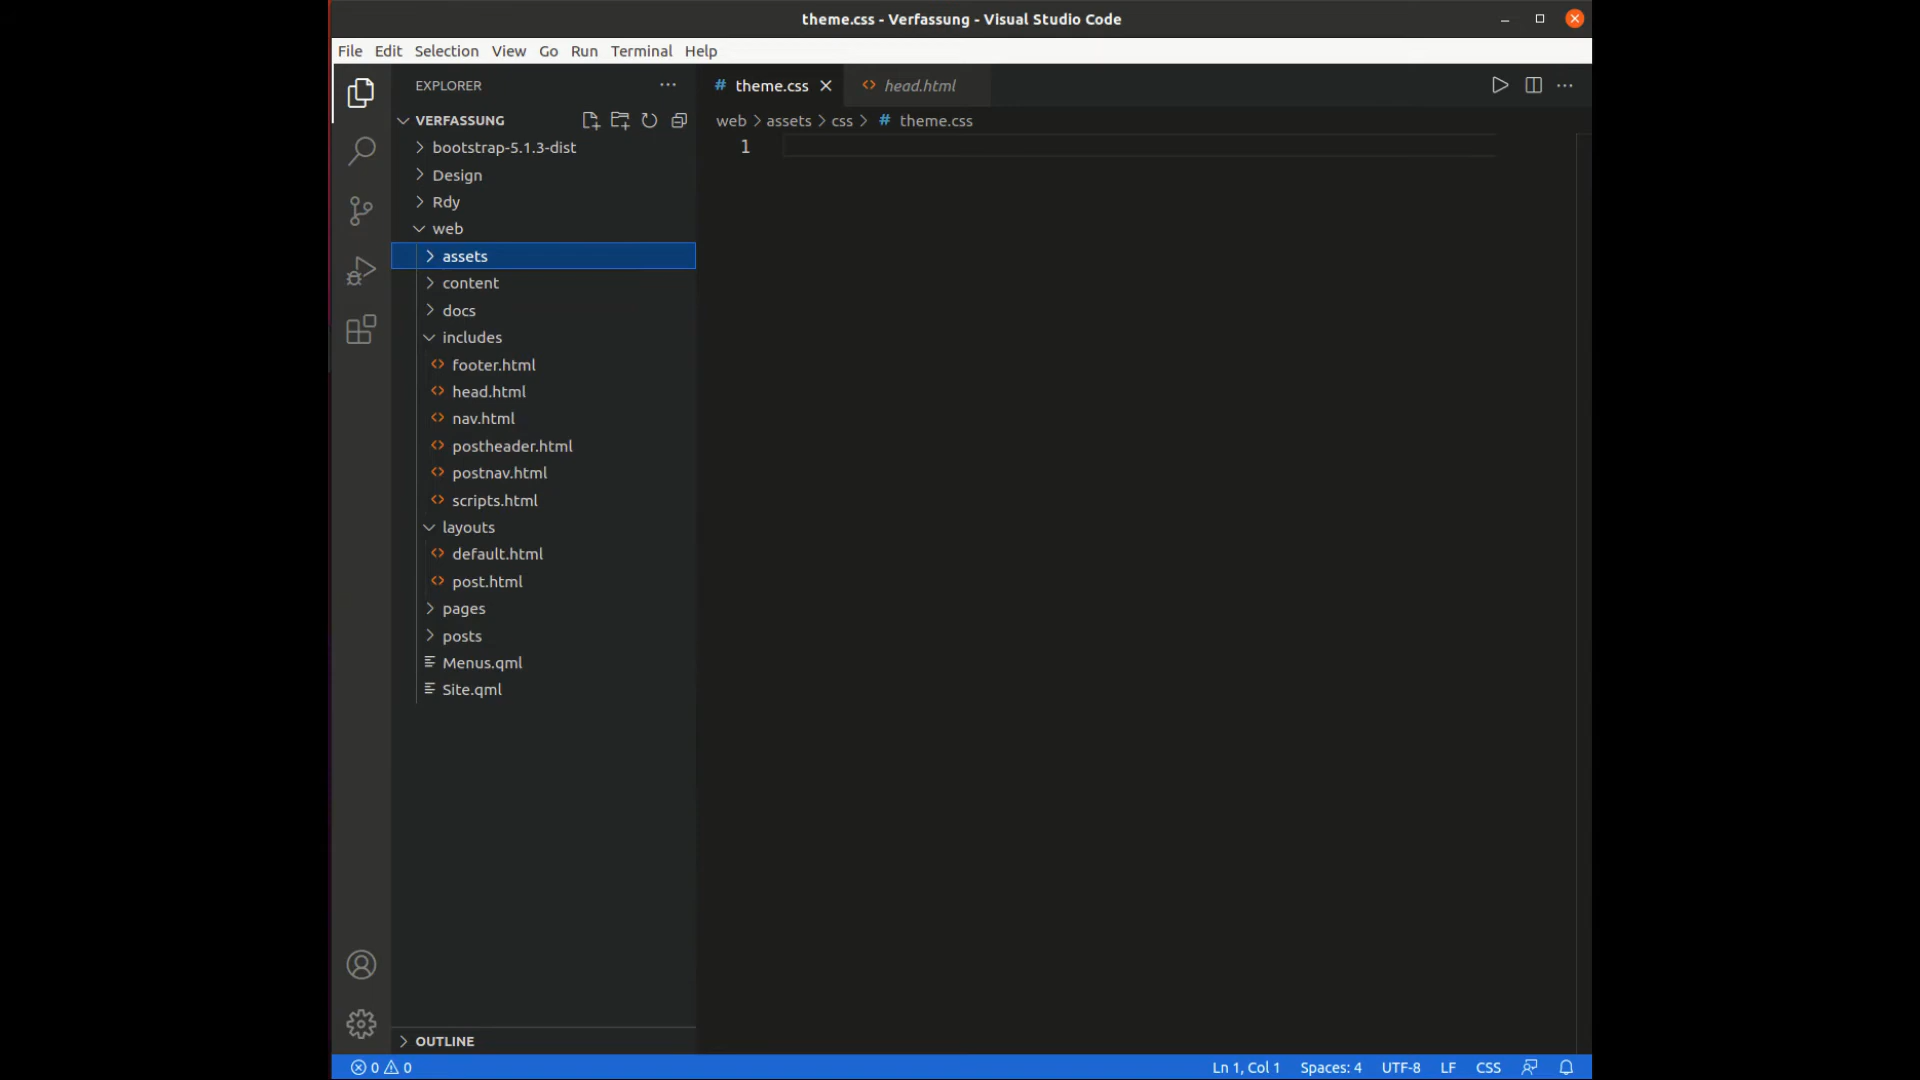 theme.css - Verfassung - Visual Studio Code
File Edit Selection View Go Run Terminal Help
EXPLORER
theme.css
head.html
VERFASSUNG
web > assets > css > # theme.css
bootstrap-5.1.3-dist
1
Design
Rdy
web
assets
content
docs
includes
footer.html
head.html
nav.html
postheader.html
postnav.html
scripts.html
layouts
default.html
post.html
pages
posts
Menus.qml
Site.qml
OUTLINE
0 0
Ln 1, Col 1 Spaces: 4 UTF-8 LF CSS